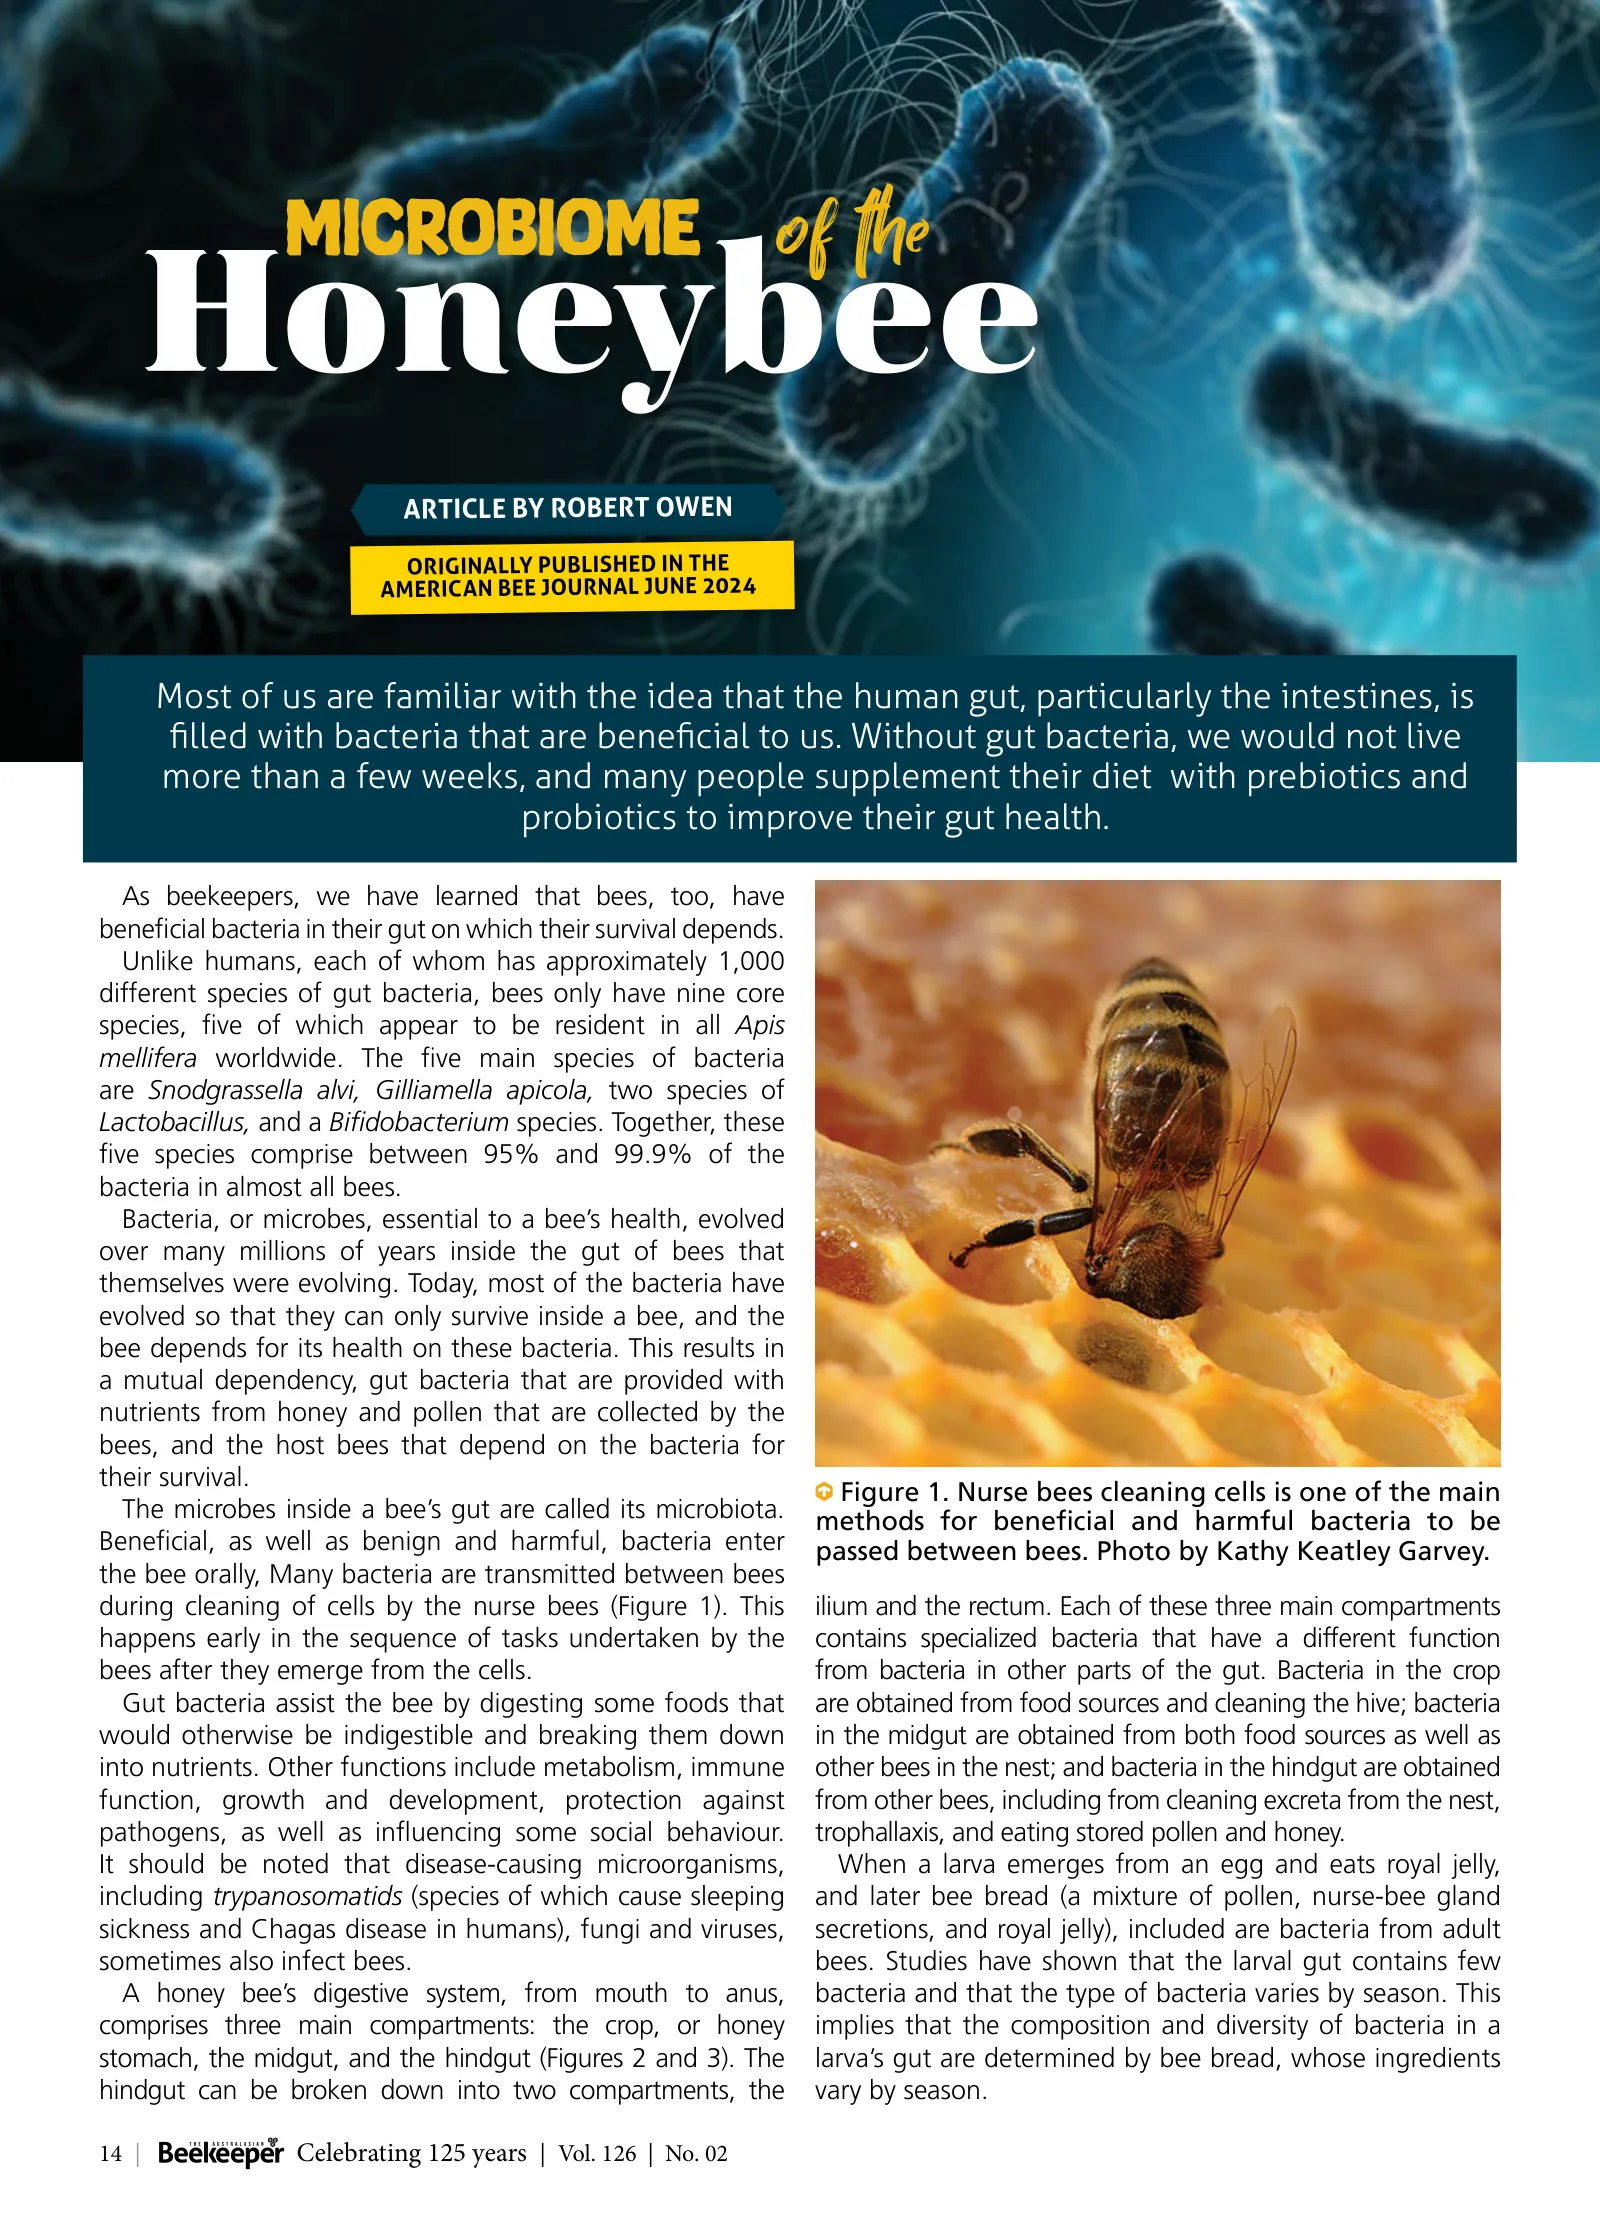 MICROBIOME of the
Honeybee
ARTICLE BY ROBERT OWEN
ORIGINALLY PUBLISHED IN THE
AMERICAN BEE JOURNAL JUNE 2024
Most of us are familiar with the idea that the human gut, particularly the intestines, is
filled with bacteria that are beneficial to us. Without gut bacteria, we would not live
more than a few weeks, and many people supplement their diet with prebiotics and
probiotics to improve their gut health.
As beekeepers, we have learned that bees, too, have
beneficial bacteria in their gut on which their survival depends.
Unlike humans, each of whom has approximately 1,000
different species of gut bacteria, bees only have nine core
species, five of which appear to be resident in all Apis
mellifera worldwide. The five main species of bacteria
are Snodgrassella alvi, Gilliamella apicola, two species of
Lactobacillus, and a Bifidobacterium species. Together, these
five species comprise between 95% and 99.9% of the
bacteria in almost all bees.
Bacteria, or microbes, essential to a bee’s health, evolved
over many millions of years inside the gut of bees that
themselves were evolving. Today, most of the bacteria have
evolved so that they can only survive inside a bee, and the
bee depends for its health on these bacteria. This results in
a mutual dependency, gut bacteria that are provided with
nutrients from honey and pollen that are collected by the
bees, and the host bees that depend on the bacteria for
their survival.
The microbes inside a bee’s gut are called its microbiota.
Beneficial, as well as benign and harmful, bacteria enter
the bee orally, Many bacteria are transmitted between bees
during cleaning of cells by the nurse bees (Figure 1). This
happens early in the sequence of tasks undertaken by the
bees after they emerge from the cells.
Gut bacteria assist the bee by digesting some foods that
would otherwise be indigestible and breaking them down
into nutrients. Other functions include metabolism, immune
function, growth and development, protection against
pathogens, as well as influencing some social behaviour.
It should be noted that disease-causing microorganisms,
including trypanosomatids (species of which cause sleeping
sickness and Chagas disease in humans), fungi and viruses,
sometimes also infect bees.
A honey bee’s digestive system, from mouth to anus,
comprises three main compartments: the crop, or honey
stomach, the midgut, and the hindgut (Figures 2 and 3). The
hindgut can be broken down into two compartments, the
Figure 1. Nurse bees cleaning cells is one of the main
methods for beneficial and harmful bacteria to be
passed between bees. Photo by Kathy Keatley Garvey.
ilium and the rectum. Each of these three main compartments
contains specialized bacteria that have a different function
from bacteria in other parts of the gut. Bacteria in the crop
are obtained from food sources and cleaning the hive; bacteria
in the midgut are obtained from both food sources as well as
other bees in the nest; and bacteria in the hindgut are obtained
from other bees, including from cleaning excreta from the nest,
trophallaxis, and eating stored pollen and honey.
When a larva emerges from an egg and eats royal jelly,
and later bee bread (a mixture of pollen, nurse-bee gland
secretions, and royal jelly), included are bacteria from adult
bees. Studies have shown that the larval gut contains few
bacteria and that the type of bacteria varies by season. This
implies that the composition and diversity of bacteria in a
larva’s gut are determined by bee bread, whose ingredients
vary by season.
14 | THE AUSTRALASIAN Beekeeper Celebrating 125 years | Vol. 126 | No. 02